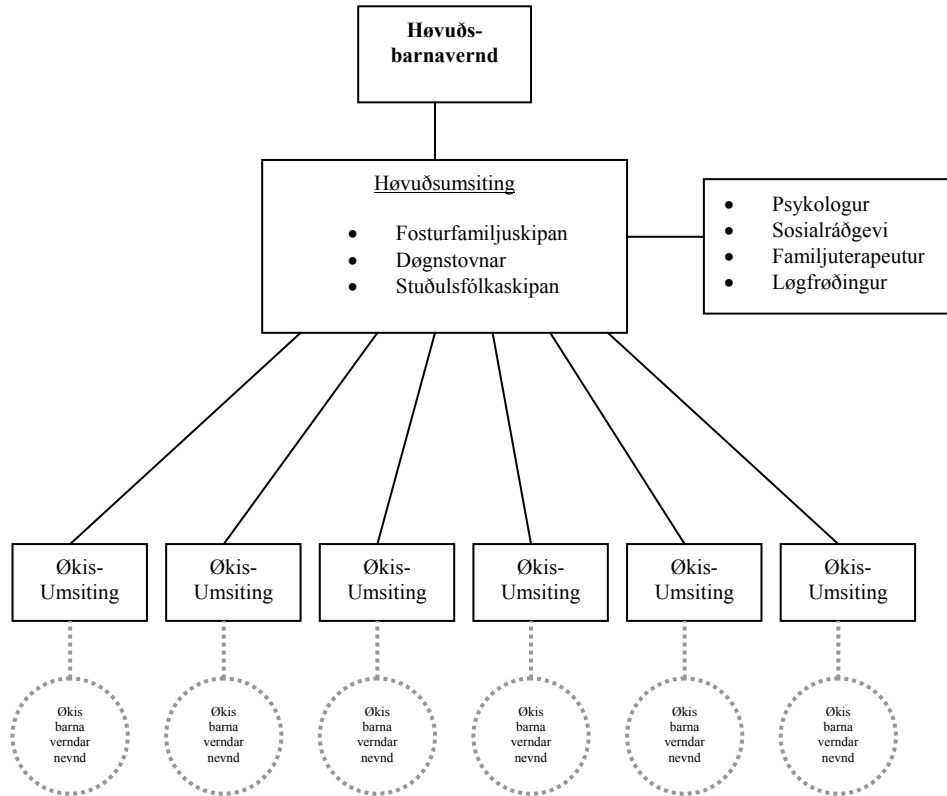 Høvuðs-
barnavernd
Høvuðsumsiting
• Fosturfamiljuskipan
• Døgnstovnar
• Stuðulsfólkaskipan
• Psykologur
• Sosialráðgevi
• Familjuterapeutur
• Løgfrøðingur
Økis-
Umsiting
Økis-
Umsiting
Økis-
Umsiting
Økis-
Umsiting
Økis-
Umsiting
Økis-
Umsiting
Økis
barna
verndar
nevnd
Økis
barna
verndar
nevnd
Økis
barna
verndar
nevnd
Økis
barna
verndar
nevnd
Økis
barna
verndar
nevnd
Økis
barna
verndar
nevnd